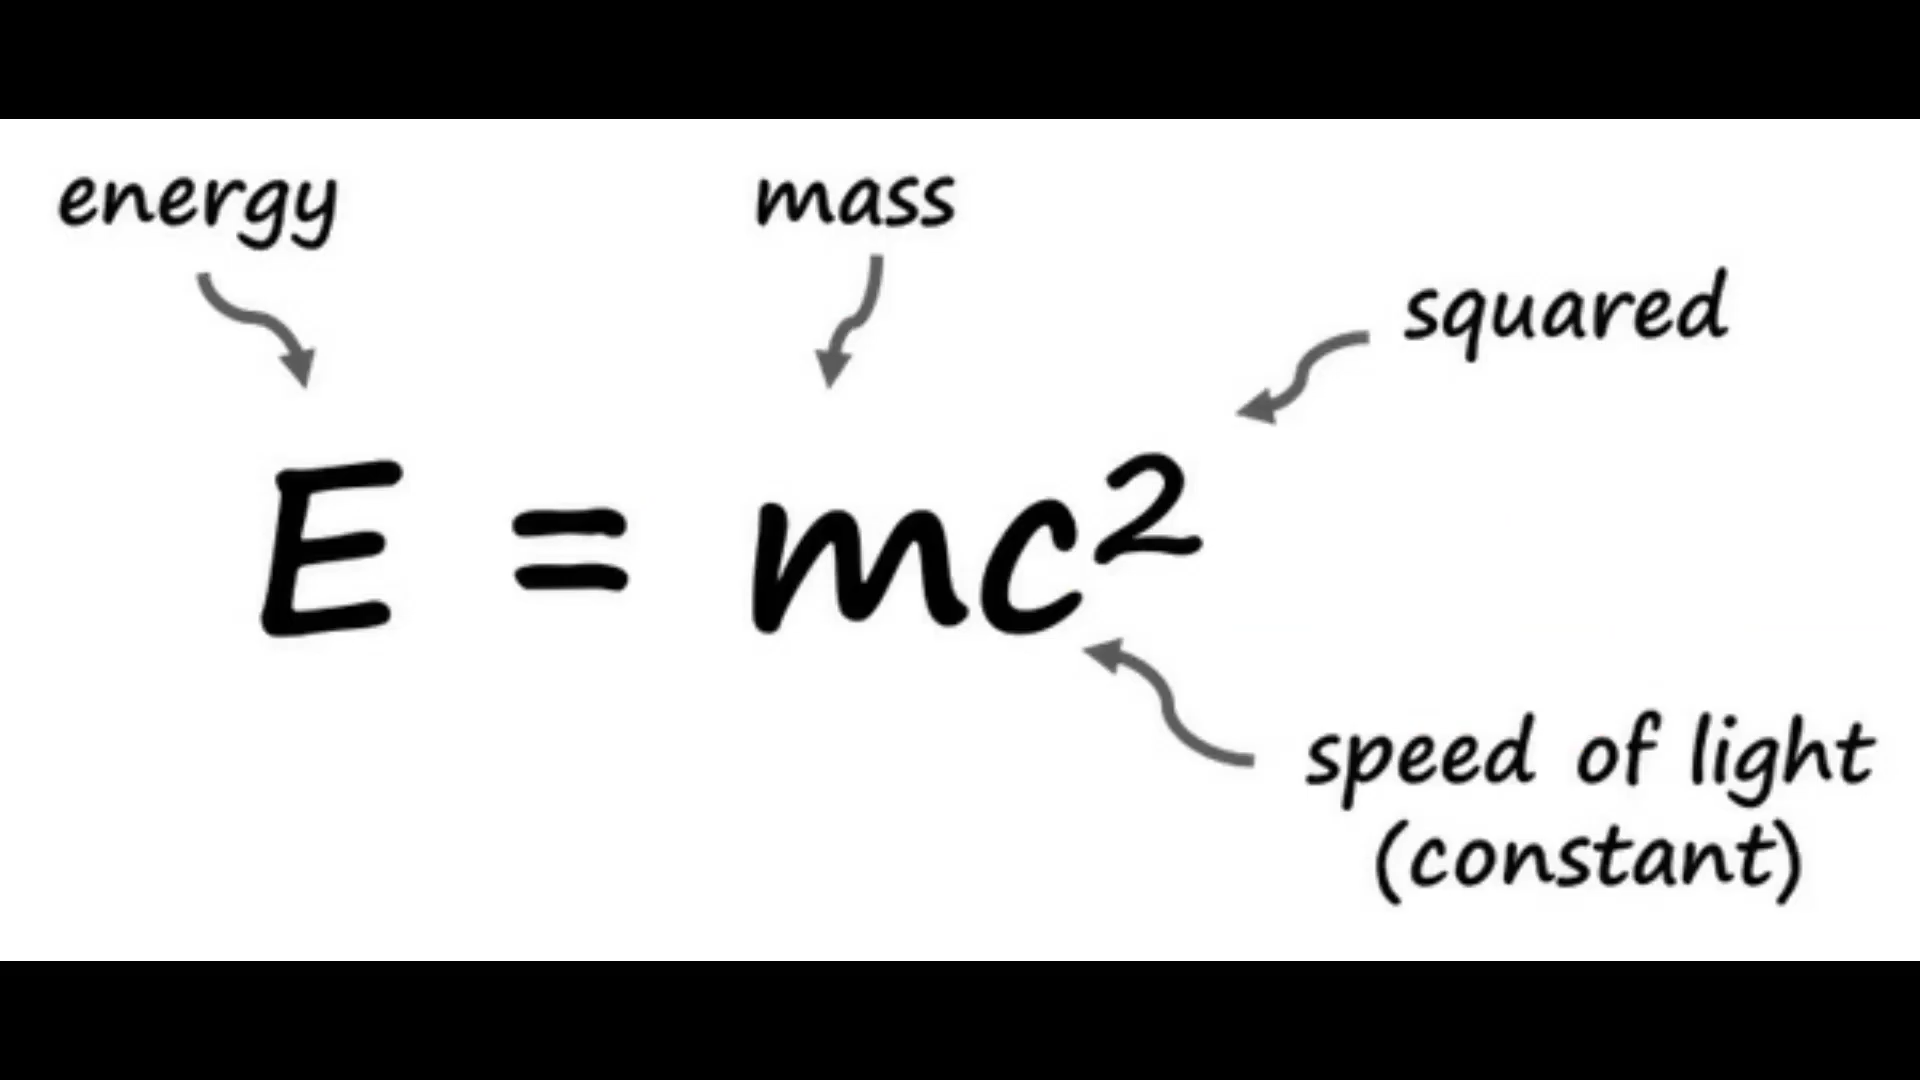 energy
mass
squared
E = mc²
speed of light
(constant)